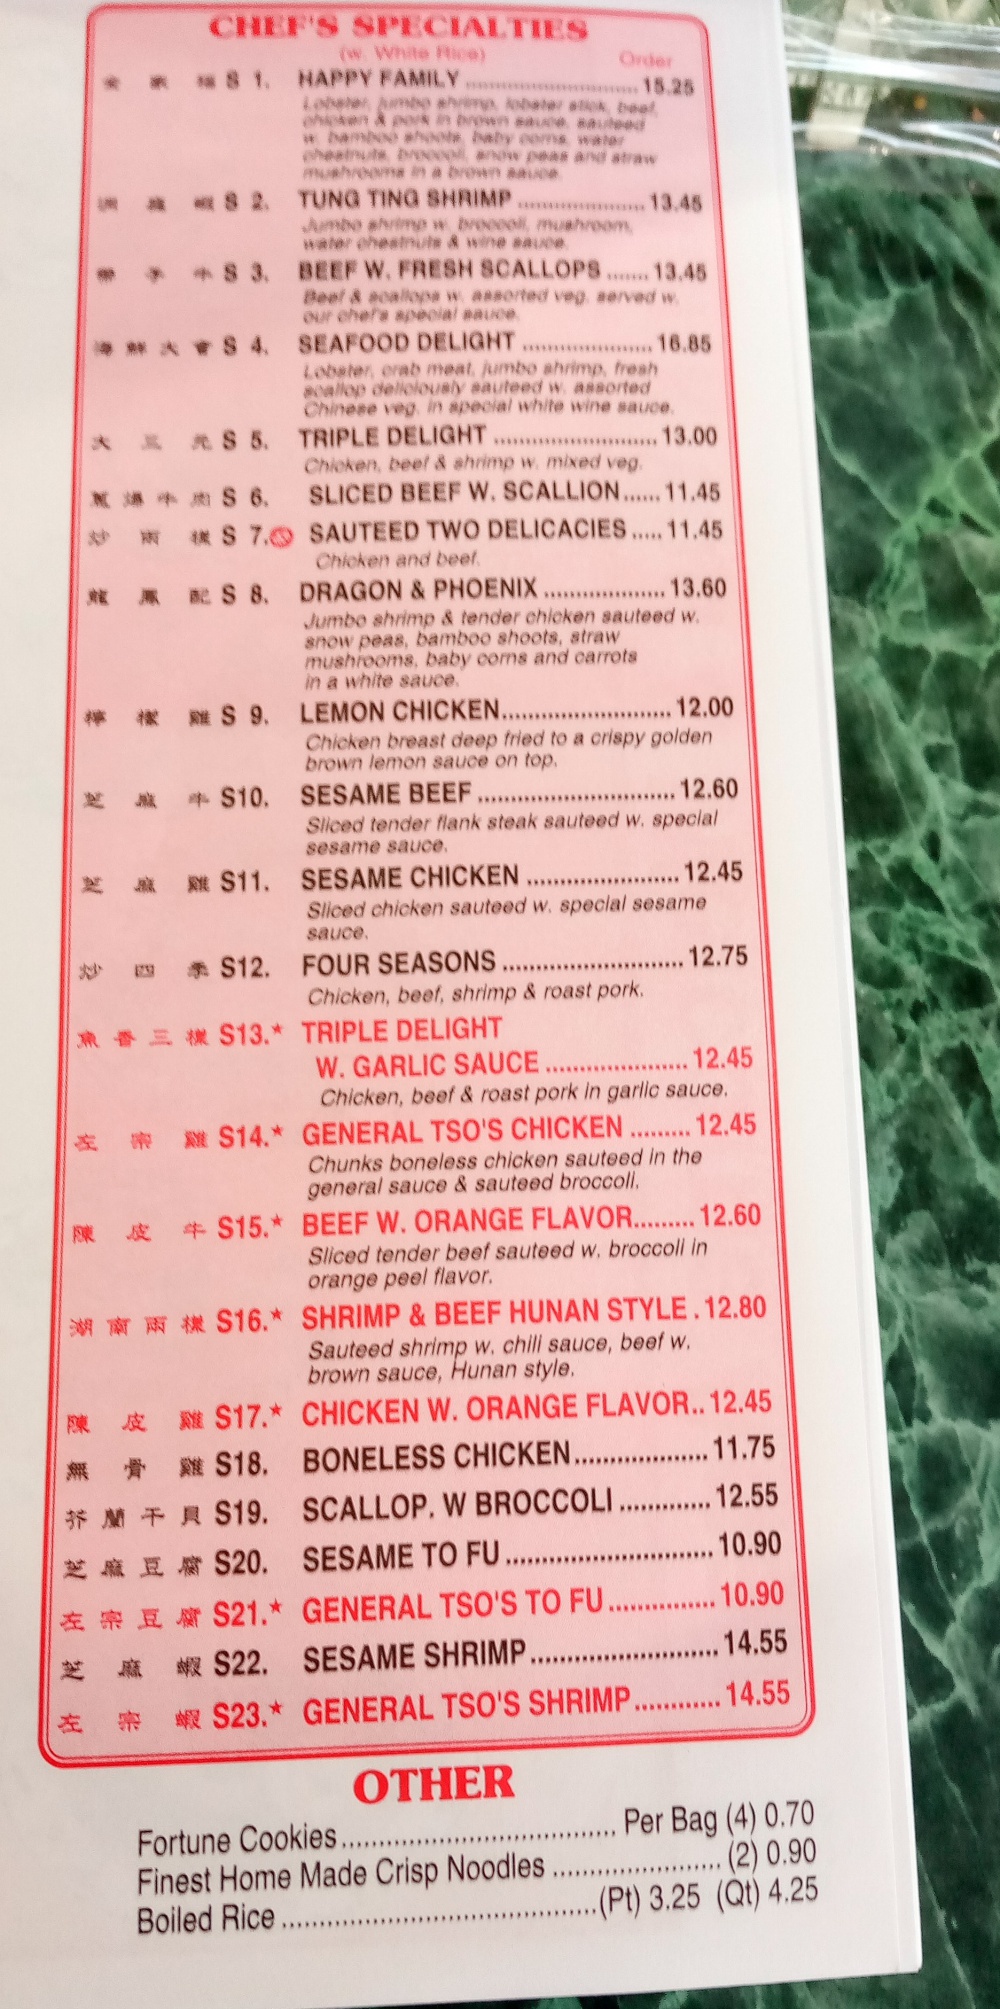 CHEF'S SPECIALTIES
(w. White Rice) Order
全 家 福 S 1. HAPPY FAMILY ............................ 15.25
Lobster, jumbo shrimp, lobster stick, beef,
chicken & pork in brown sauce, sauteed
w. bamboo shoots, baby corns, water
chestnuts, broccoli, snow peas and straw
mushrooms in a brown sauce.
洞 庭 蝦 S 2. TUNG TING SHRIMP ..................... 13.45
Jumbo shrimp w. broccoli, mushroom,
water chestnuts & wine sauce.
帶 子 牛 S 3. BEEF W. FRESH SCALLOPS ....... 13.45
Beef & scallops w. assorted veg. served w.
our chef's special sauce.
海 鮮 大 會 S 4. SEAFOOD DELIGHT ..................... 16.85
Lobster, crab meat, jumbo shrimp, fresh
scallop deliciously sauteed w. assorted
Chinese veg. in special white wine sauce.
大 三 元 S 5. TRIPLE DELIGHT ........................... 13.00
Chicken, beef & shrimp w. mixed veg.
蔥 爆 牛 肉 S 6. SLICED BEEF W. SCALLION...... 11.45
炒 兩 樣 S 7. SAUTEED TWO DELICACIES ..... 11.45
Chicken and beef.
龍 鳳 配 S 8. DRAGON & PHOENIX .................... 13.60
Jumbo shrimp & tender chicken sauteed w.
snow peas, bamboo shoots, straw
mushrooms, baby corns and carrots
in a white sauce.
檸 檬 雞 S 9. LEMON CHICKEN............................ 12.00
Chicken breast deep fried to a crispy golden
brown lemon sauce on top.
芝 麻 牛 S10. SESAME BEEF ................................. 12.60
Sliced tender flank steak sauteed w. special
sesame sauce.
芝 麻 雞 S11. SESAME CHICKEN ......................... 12.45
Sliced chicken sauteed w. special sesame
sauce.
炒 四 季 S12. FOUR SEASONS .............................. 12.75
Chicken, beef, shrimp & roast pork.
魚 香 三 樣 S13.* TRIPLE DELIGHT
W. GARLIC SAUCE ....................... 12.45
Chicken, beef & roast pork in garlic sauce.
左 宗 雞 S14.* GENERAL TSO'S CHICKEN ......... 12.45
Chunks boneless chicken sauteed in the
general sauce & sauteed broccoli.
陳 皮 牛 S15.* BEEF W. ORANGE FLAVOR......... 12.60
Sliced tender beef sauteed w. broccoli in
orange peel flavor.
湖 南 兩 樣 S16.* SHRIMP & BEEF HUNAN STYLE . 12.80
Sauteed shrimp w. chili sauce, beef w.
brown sauce, Hunan style.
陳 皮 雞 S17.* CHICKEN W. ORANGE FLAVOR.. 12.45
無 骨 雞 S18. BONELESS CHICKEN..................... 11.75
芥 蘭 干 貝 S19. SCALLOP. W BROCCOLI ............. 12.55
芝 麻 豆 腐 S20. SESAME TO FU ................................ 10.90
左 宗 豆 腐 S21.* GENERAL TSO'S TO FU ............... 10.90
芝 麻 蝦 S22. SESAME SHRIMP............................ 14.55
左 宗 蝦 S23.* GENERAL TSO'S SHRIMP............ 14.55
OTHER
Fortune Cookies ...................................... Per Bag (4) 0.70
Finest Home Made Crisp Noodles ....................... (2) 0.90
Boiled Rice ...........................................(Pt) 3.25 (Qt) 4.25